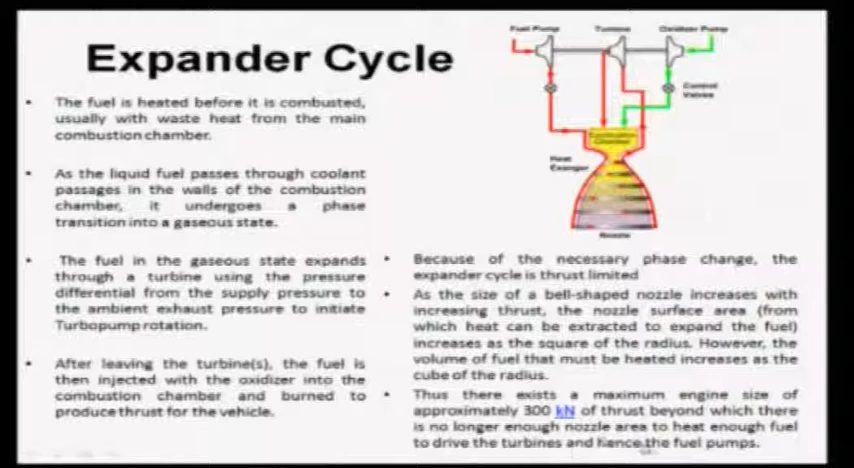 Expander Cycle
Fuel Pump
Turbine
Oxidizer Pump
Control
Valves
Combustion
Chamber
Heat
Exanger
Nozzle
• The fuel is heated before it is combusted,
usually with waste heat from the main
combustion chamber.
• As the liquid fuel passes through coolant
passages in the walls of the combustion
chamber, it undergoes a phase
transition into a gaseous state.
• The fuel in the gaseous state expands
through a turbine using the pressure
differential from the supply pressure to
the ambient exhaust pressure to initiate
Turbopump rotation.
• After leaving the turbine(s), the fuel is
then injected with the oxidizer into the
combustion chamber and burned to
produce thrust for the vehicle.
• Because of the necessary phase change, the
expander cycle is thrust limited
• As the size of a bell-shaped nozzle increases with
increasing thrust, the nozzle surface area (from
which heat can be extracted to expand the fuel)
increases as the square of the radius. However, the
volume of fuel that must be heated increases as the
cube of the radius.
• Thus there exists a maximum engine size of
approximately 300 kN of thrust beyond which there
is no longer enough nozzle area to heat enough fuel
to drive the turbines and hence the fuel pumps.